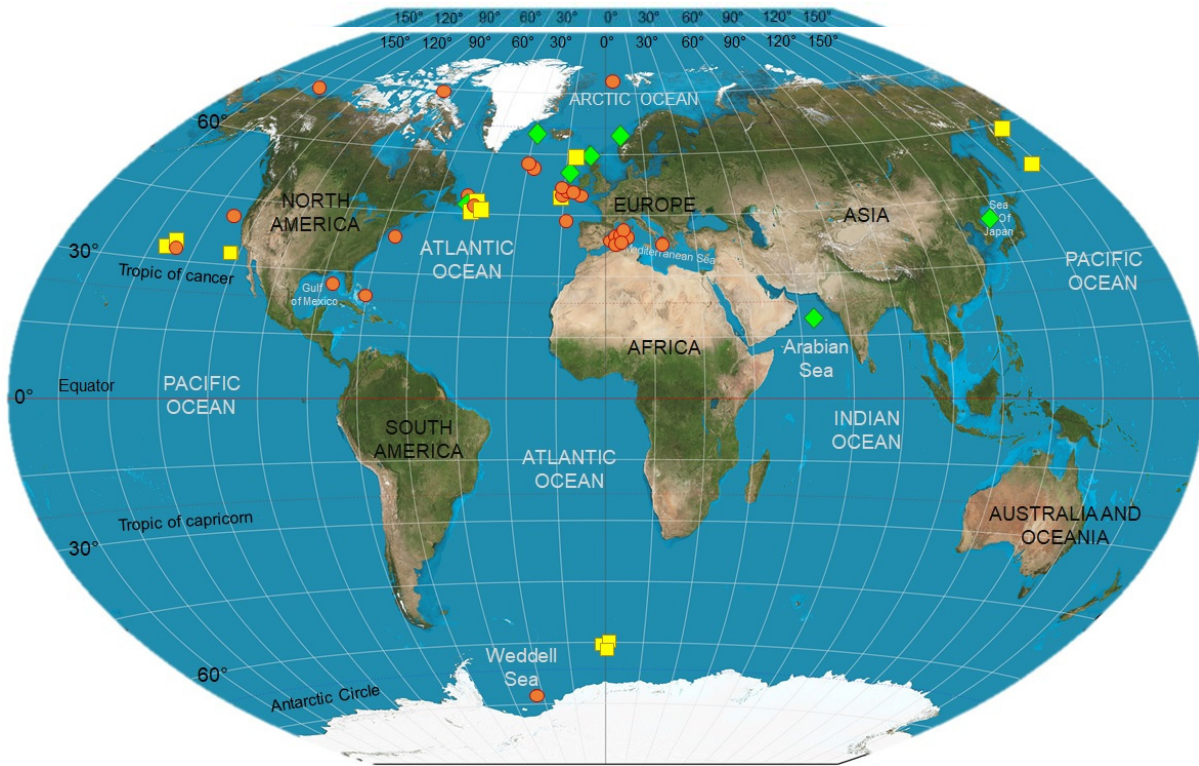 150° 120° 90° 60° 30° 0° 30° 60° 90° 120° 150°
150° 120° 90° 60° 30° 0° 30° 60° 90° 120° 150°
ARCTIC OCEAN
60°
NORTH
AMERICA
EUROPE
ASIA
Sea
Of
Japan
ATLANTIC
OCEAN
30°
Tropic of cancer
Gulf
of Mexico
editerranean Sea
PACIFIC
OCEAN
AFRICA
Arabian
Sea
Equator
0°
PACIFIC
OCEAN
SOUTH
AMERICA
INDIAN
OCEAN
ATLANTIC
OCEAN
Tropic of capricorn
AUSTRALIA AND
OCEANIA
30°
Weddell
Sea
60°
Antarctic Circle